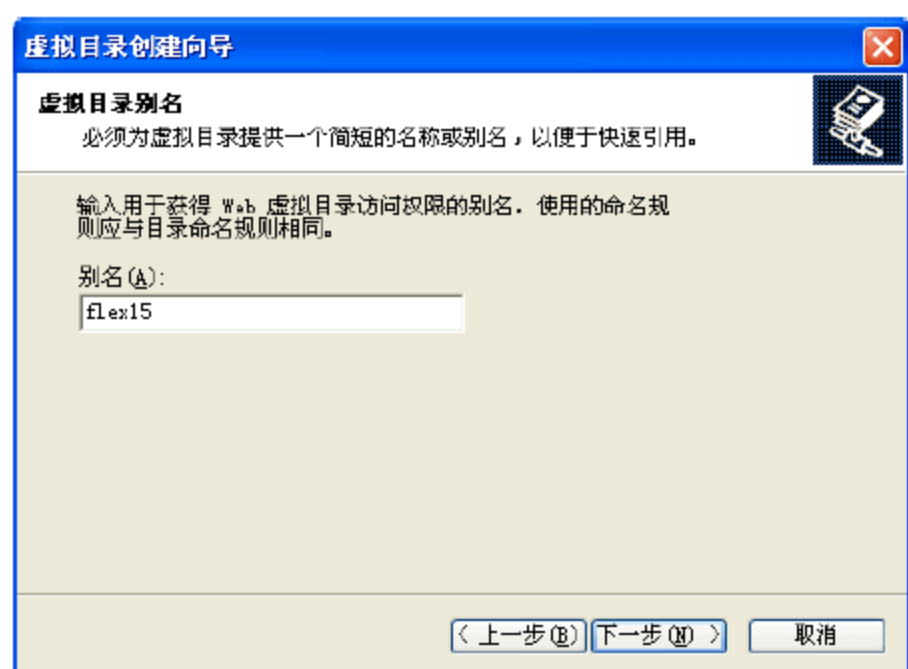 虚拟目录创建向导
虚拟目录别名
必须为虚拟目录提供一个简短的名称或别名，以便于快速引用。
输入用于获得 Web 虚拟目录访问权限的别名. 使用的命名规
则应与目录命名规则相同。
别名(A):
flex15
< 上一步(B) 下一步(N) > 取消